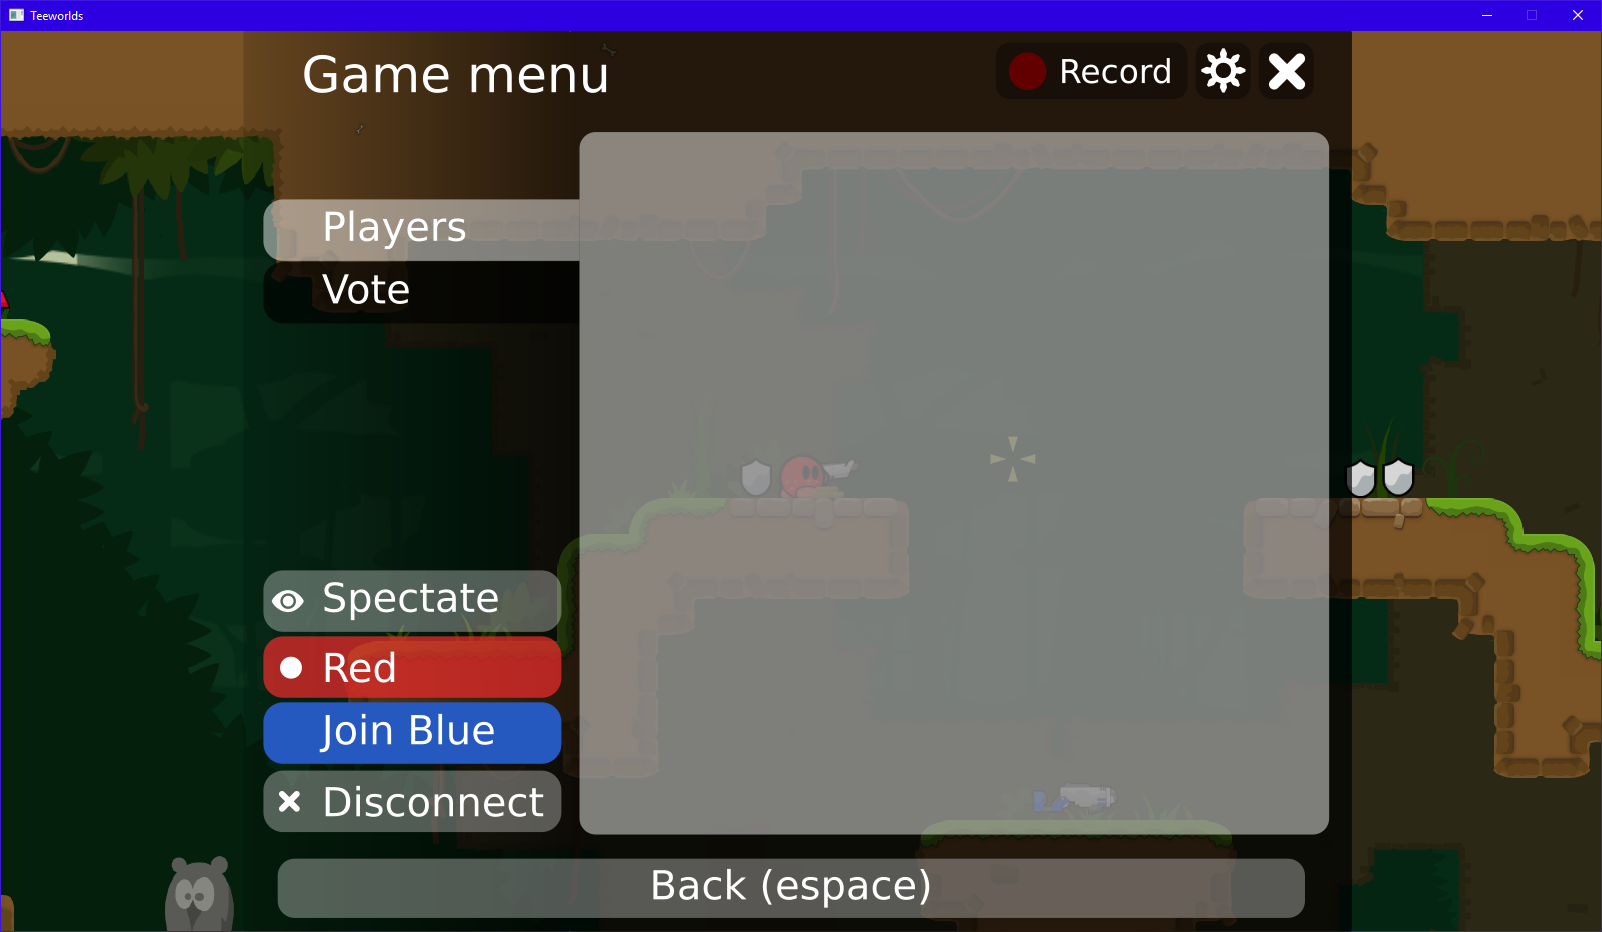 Teeworlds
Game menu
Record
Players
Vote
Spectate
Red
Join Blue
Disconnect
Back (espace)